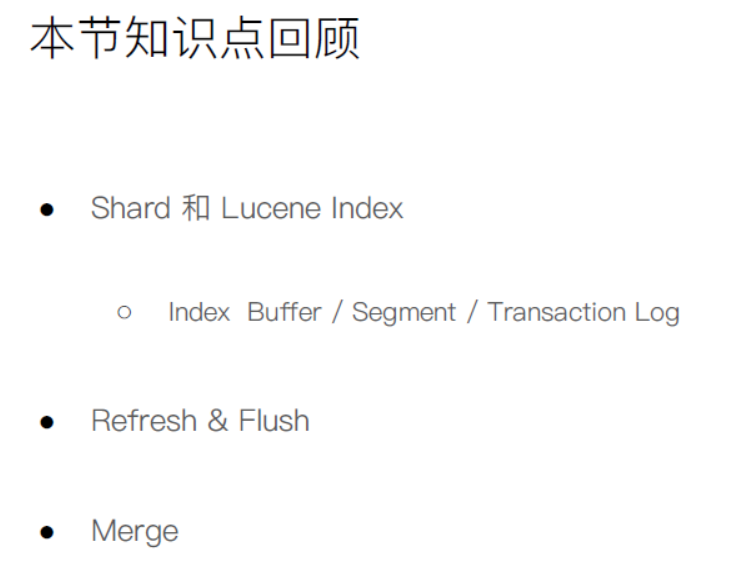 本节知识点回顾
● Shard 和 Lucene Index
○ Index Buffer / Segment / Transaction Log
● Refresh & Flush
● Merge